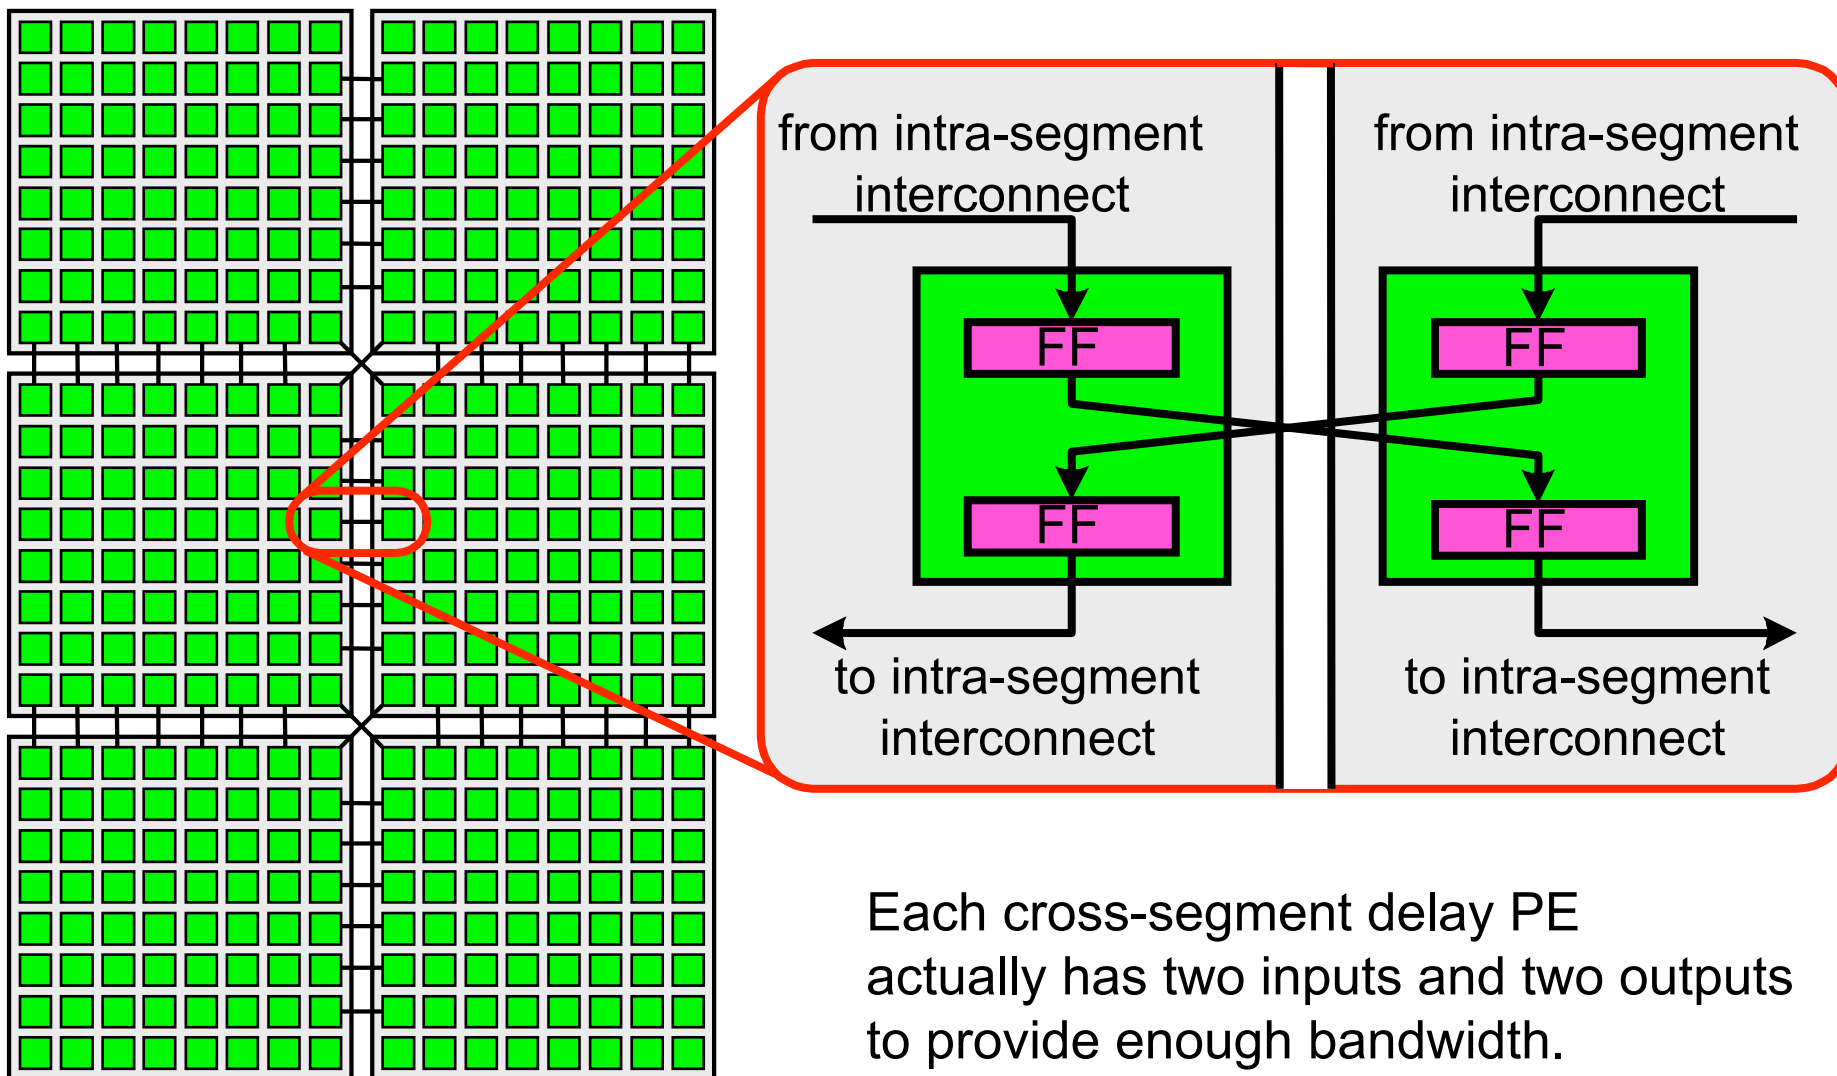 from intra-segment
interconnect
FF
FF
to intra-segment
interconnect
from intra-segment
interconnect
FF
FF
to intra-segment
interconnect
Each cross-segment delay PE
actually has two inputs and two outputs
to provide enough bandwidth.